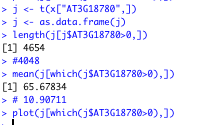 > j <- t(x["AT3G18780",])
> j <- as.data.frame(j)
> length(j[j$AT3G18780>0,])
[1] 4654
> #4048
> mean(j[which(j$AT3G18780>0),])
[1] 65.67834
> # 10.90711
> plot(j[which(j$AT3G18780>0),])
>